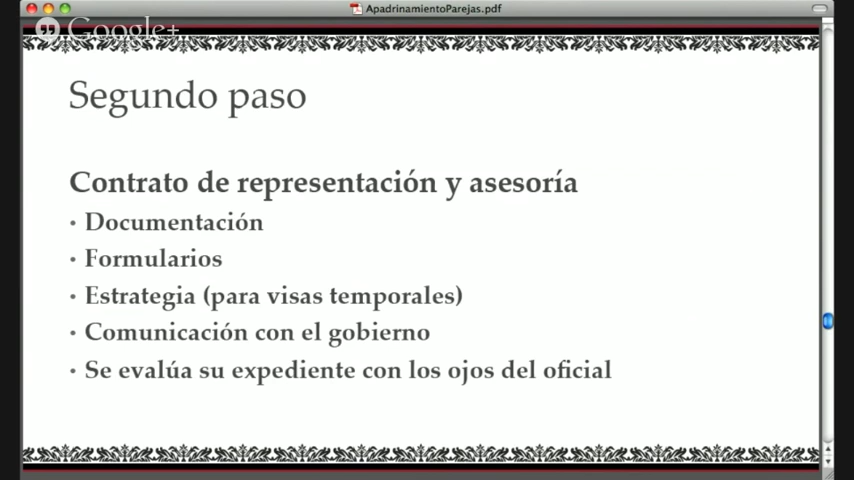 ApadrinamientoParejas.pdf
Google+
Segundo paso
Contrato de representación y asesoría
• Documentación
• Formularios
• Estrategia (para visas temporales)
• Comunicación con el gobierno
• Se evalúa su expediente con los ojos del oficial